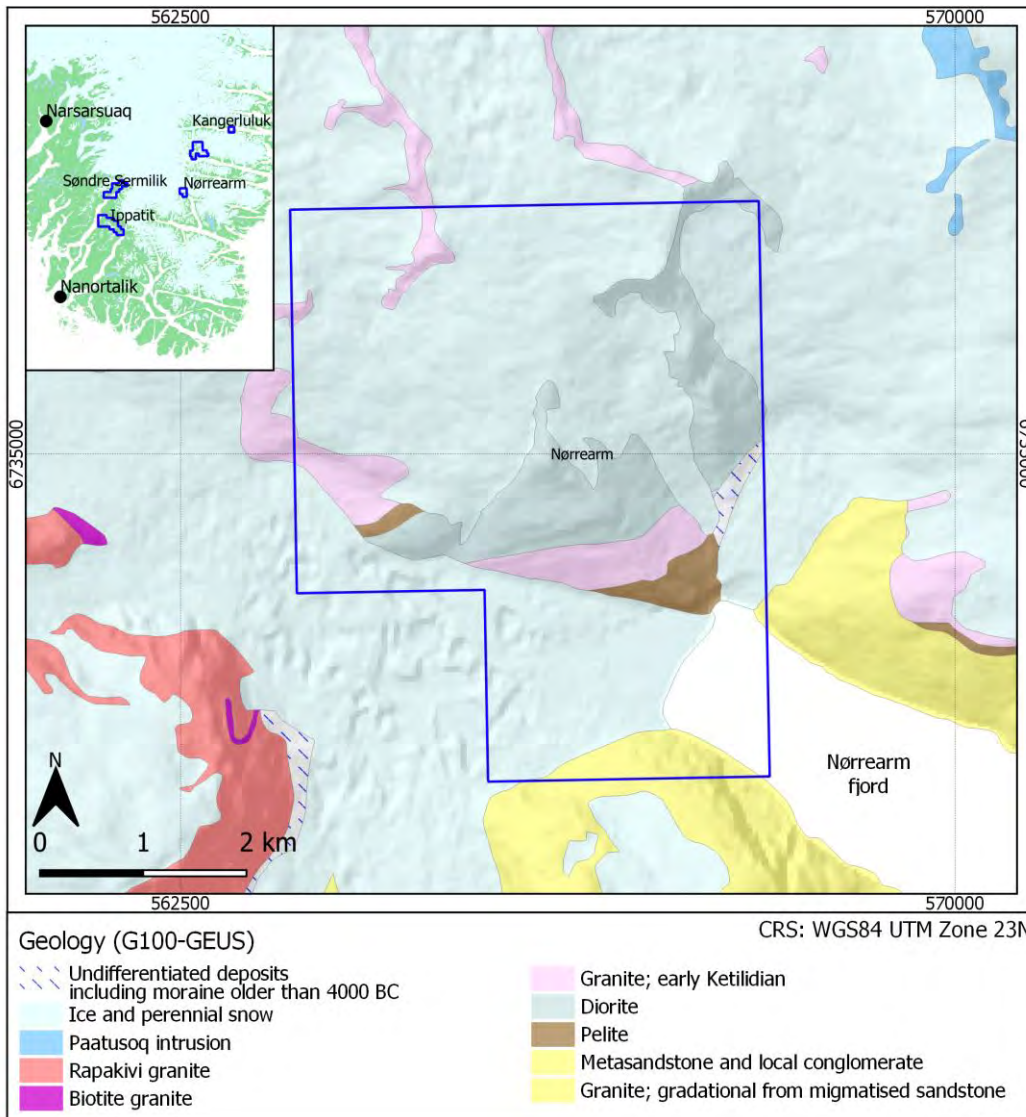 562500
570000
Narsarsuaq
Kangerluluk
Søndre Sermilik
Nørrearm
Ippatit
Nanortalik
6735000
Nørrearm
6735000
Nørrearm
fjord
N
0 1 2 km
562500
570000
CRS: WGS84 UTM Zone 23N
Geology (G100-GEUS)
Undifferentiated deposits
including moraine older than 4000 BC
Ice and perennial snow
Paatusoq intrusion
Rapakivi granite
Biotite granite
Granite; early Ketilidian
Diorite
Pelite
Metasandstone and local conglomerate
Granite; gradational from migmatised sandstone